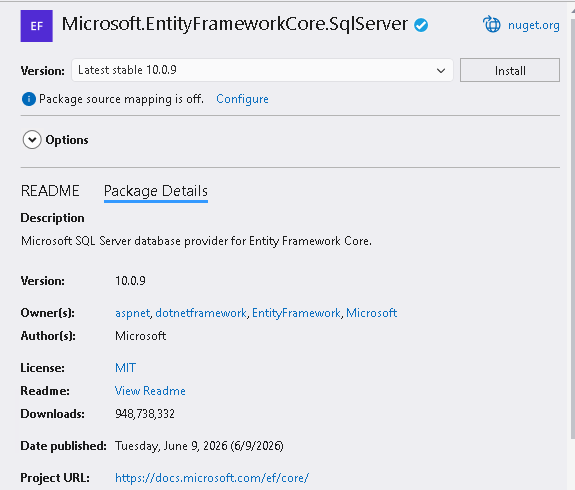 EF Microsoft.EntityFrameworkCore.SqlServer nuget.org
Version: Latest stable 10.0.9 Install
Package source mapping is off. Configure
Options
README Package Details
Description
Microsoft SQL Server database provider for Entity Framework Core.
Version: 10.0.9
Owner(s): aspnet, dotnetframework, EntityFramework, Microsoft
Author(s): Microsoft
License: MIT
Readme: View Readme
Downloads: 948,738,332
Date published: Tuesday, June 9, 2026 (6/9/2026)
Project URL: https://docs.microsoft.com/ef/core/